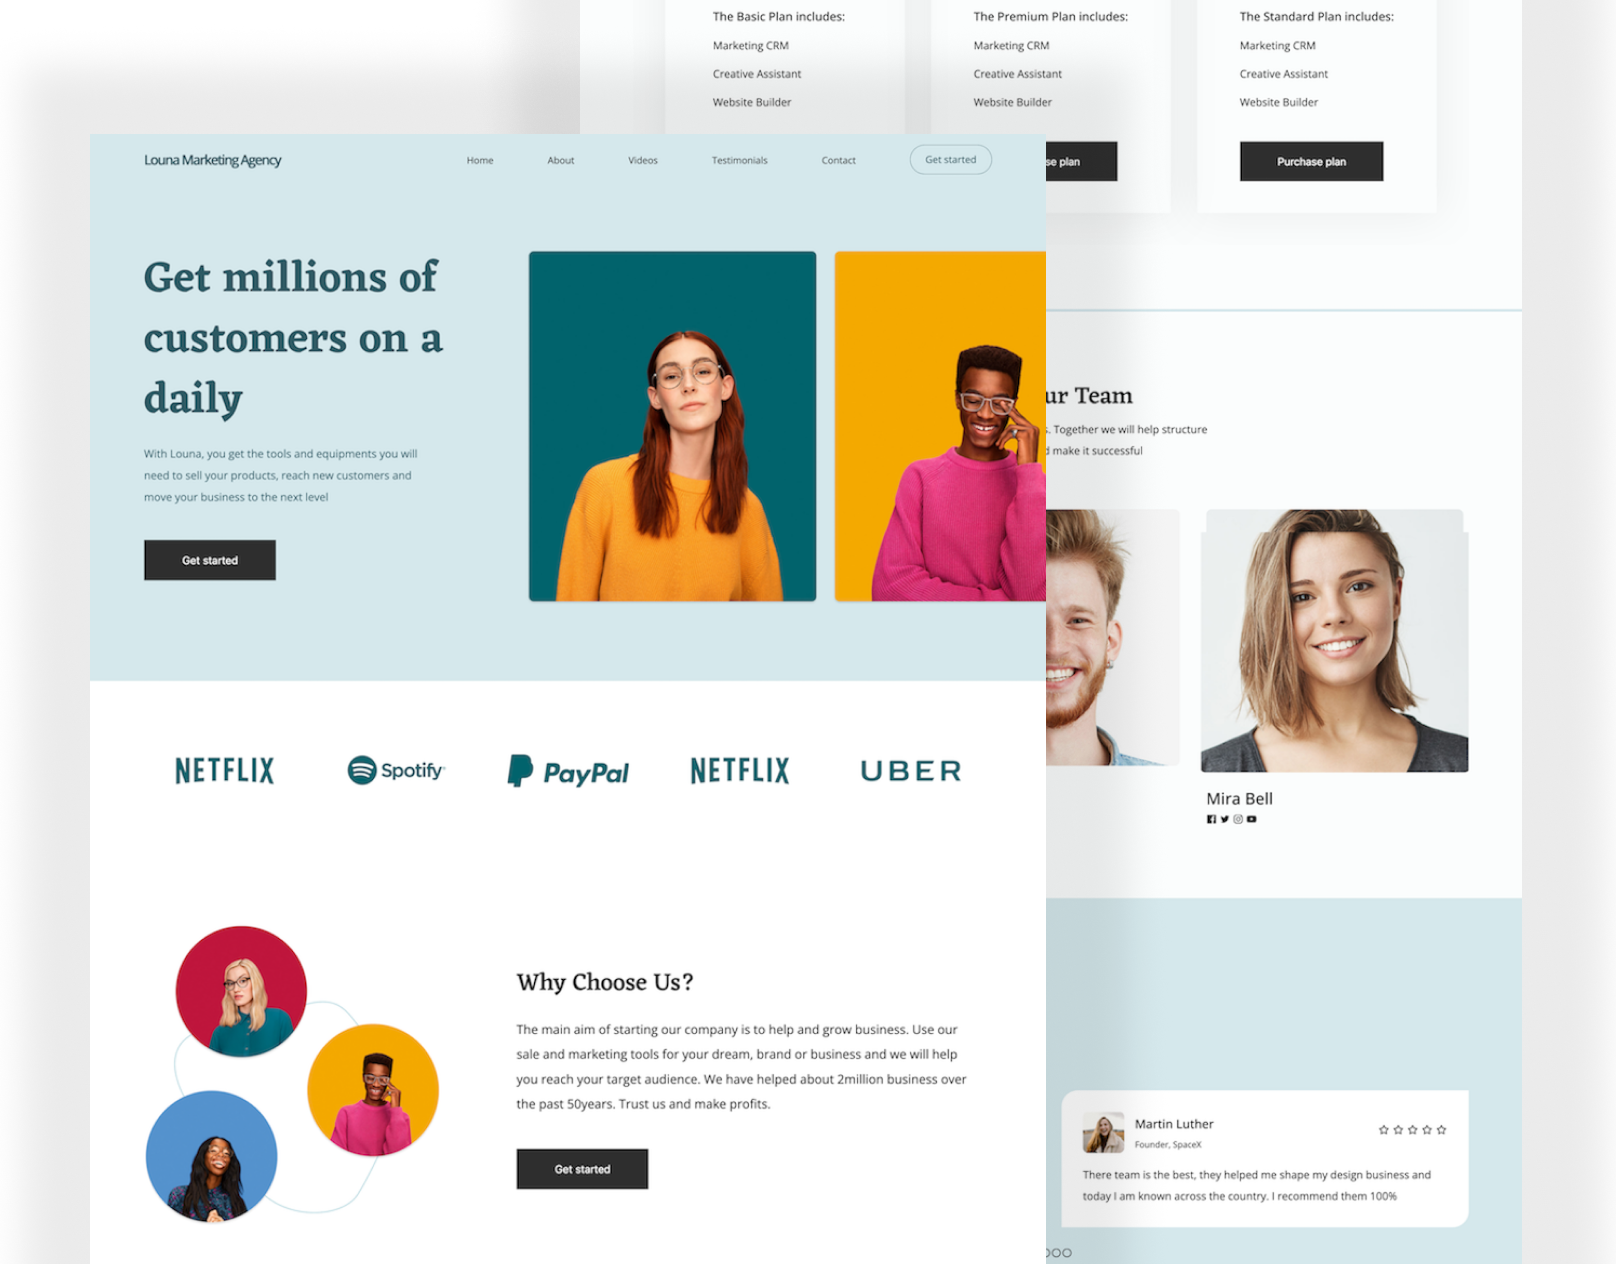 The Basic Plan includes:
Marketing CRM
Creative Assistant
Website Builder
The Premium Plan includes:
Marketing CRM
Creative Assistant
Website Builder
The Standard Plan includes:
Marketing CRM
Creative Assistant
Website Builder
se plan
Purchase plan
Louna Marketing Agency
Home
About
Videos
Testimonials
Contact
Get started
Get millions of
customers on a
daily
With Louna, you get the tools and equipments you will
need to sell your products, reach new customers and
move your business to the next level
Get started
NETFLIX
Spotify
PayPal
NETFLIX
UBER
Why Choose Us?
The main aim of starting our company is to help and grow business. Use our
sale and marketing tools for your dream, brand or business and we will help
you reach your target audience. We have helped about 2million business over
the past 50years. Trust us and make profits.
Get started
ur Team
s. Together we will help structure
d make it successful
Mira Bell
Martin Luther
Founder, SpaceX
There team is the best, they helped me shape my design business and
today I am known across the country. I recommend them 100%